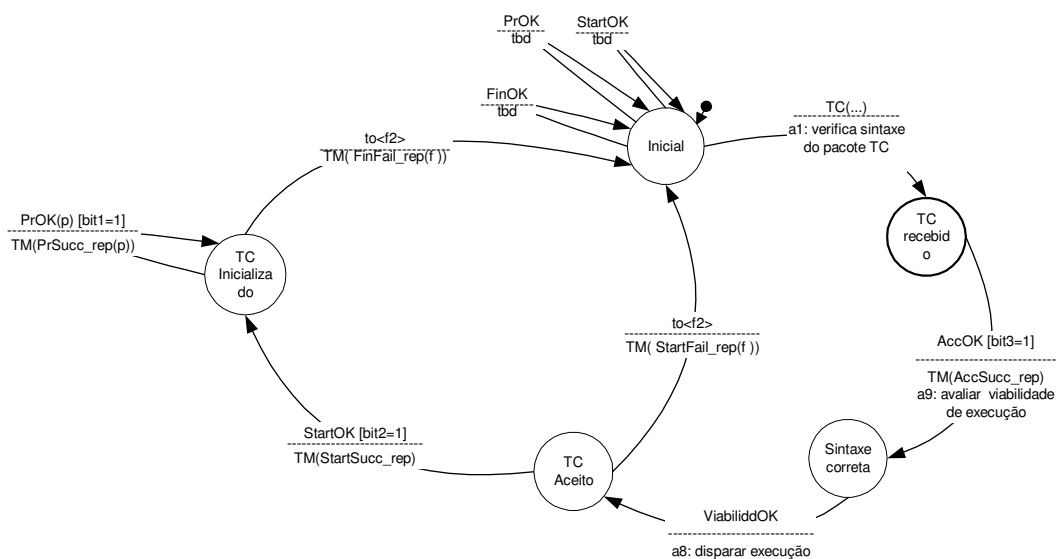 PrOK
tbd
StartOK
tbd
FinOK
tbd
Inicial
TC(...)
a1: verifica sintaxe
do pacote TC
to<f2>
TM( FinFail_rep(f ))
TC
recebid
o
PrOK(p) [bit1=1]
TM(PrSucc_rep(p))
TC
Inicializa
do
to<f2>
TM( StartFail_rep(f ))
AccOK [bit3=1]
TM(AccSucc_rep)
a9: avaliar viabilidade
de execução
StartOK [bit2=1]
TM(StartSucc_rep)
TC
Aceito
Sintaxe
correta
ViabiliddOK
a8: disparar execução